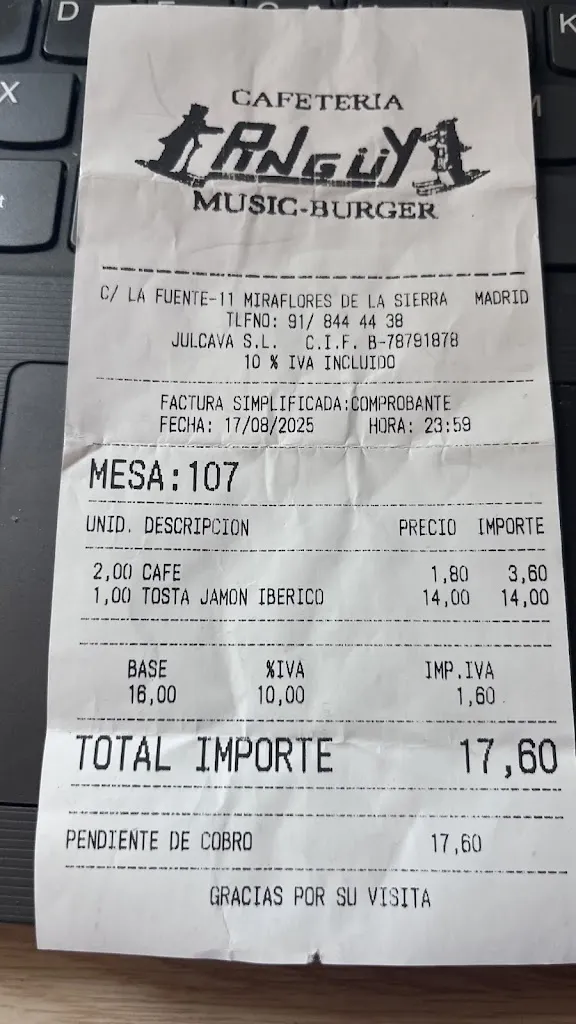 D
X
K
CAFETERIA
PINGÜY
MUSIC-BURGER
C/ LA FUENTE-11 MIRAFLORES DE LA SIERRA MADRID
TLFNO: 91/ 844 44 38
JULCAVA S.L. C.I.F. B-78791878
10 % IVA INCLUIDO
FACTURA SIMPLIFICADA:COMPROBANTE
FECHA: 17/08/2025 HORA: 23:59
MESA:107
UNID. DESCRIPCION PRECIO IMPORTE
2,00 CAFE 1,80 3,60
1,00 TOSTA JAMON IBERICO 14,00 14,00
BASE %IVA IMP.IVA
16,00 10,00 1,60
TOTAL IMPORTE 17,60
PENDIENTE DE COBRO 17,60
GRACIAS POR SU VISITA